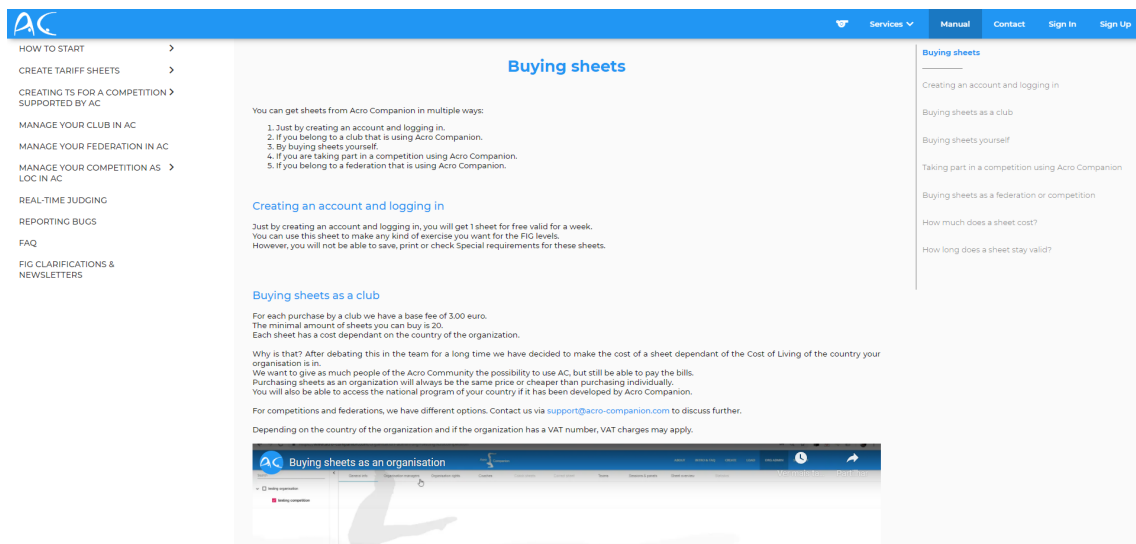 AC
Services
Manual
Contact
Sign In
Sign Up
HOW TO START
CREATE TARIFF SHEETS
CREATING TS FOR A COMPETITION
SUPPORTED BY AC
MANAGE YOUR CLUB IN AC
MANAGE YOUR FEDERATION IN AC
MANAGE YOUR COMPETITION AS
LOC IN AC
REAL-TIME JUDGING
REPORTING BUGS
FAQ
FIG CLARIFICATIONS &
NEWSLETTERS
Buying sheets
You can get sheets from Acro Companion in multiple ways:
1. Just by creating an account and logging in.
2. If you belong to a club that is using Acro Companion.
3. By buying sheets yourself.
4. If you are taking part in a competition using Acro Companion.
5. If you belong to a federation that is using Acro Companion.
Creating an account and logging in
Just by creating an account and logging in, you will get 1 sheet for free valid for a week.
You can use this sheet to make any kind of exercise you want for the FIG levels.
However, you will not be able to save, print or check Special requirements for these sheets.
Buying sheets as a club
For each purchase by a club we have a base fee of 3.00 euro.
The minimal amount of sheets you can buy is 20.
Each sheet has a cost dependant on the country of the organization.
Why is that? After debating this in the team for a long time we have decided to make the cost of a sheet dependant of the Cost of Living of the country your
organisation is in.
We want to give as much people of the Acro Community the possibility to use AC, but still be able to pay the bills.
Purchasing sheets as an organization will always be the same price or cheaper than purchasing individually.
You will also be able to access the national program of your country if it has been developed by Acro Companion.
For competitions and federations, we have different options. Contact us via support@acro-companion.com to discuss further.
Depending on the country of the organization and if the organization has a VAT number, VAT charges may apply.
AC Buying sheets as an organisation
testing organisation
testing competition
Buying sheets
Creating an account and logging in
Buying sheets as a club
Buying sheets yourself
Taking part in a competition using Acro Companion
Buying sheets as a federation or competition
How much does a sheet cost?
How long does a sheet stay valid?